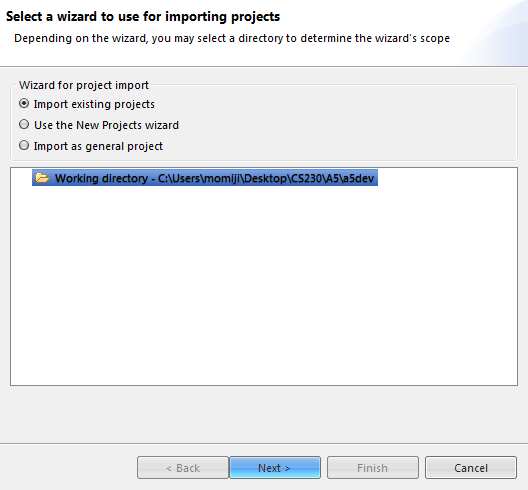 Select a wizard to use for importing projects
Depending on the wizard, you may select a directory to determine the wizard's scope
Wizard for project import
Import existing projects
Use the New Projects wizard
Import as general project
Working directory - C:\Users\momiji\Desktop\CS230\A5\a5dev
< Back Next > Finish Cancel